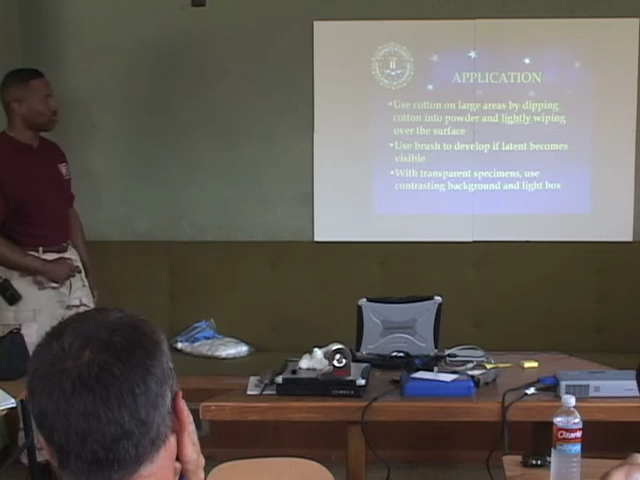 APPLICATION
•Use cotton on large areas by dipping
cotton into powder and lightly wiping
over the surface
•Use brush to develop if latent becomes
visible
•With transparent specimens, use
contrasting background and light box
Ozarka